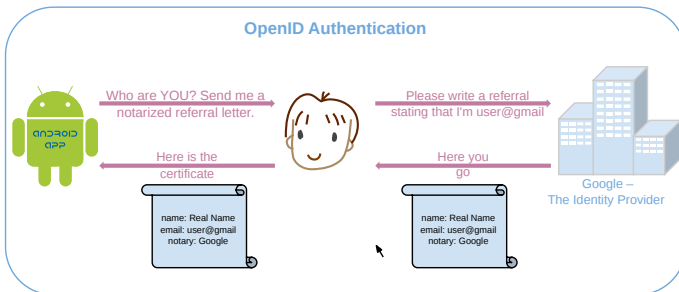 OpenID Authentication
Who are YOU? Send me a
notarized referral letter.
Please write a referral
stating that I'm user@gmail
ANDROID
APP
Here is the
certificate
Here you
go
Google –
The Identity Provider
name: Real Name
email: user@gmail
notary: Google
name: Real Name
email: user@gmail
notary: Google